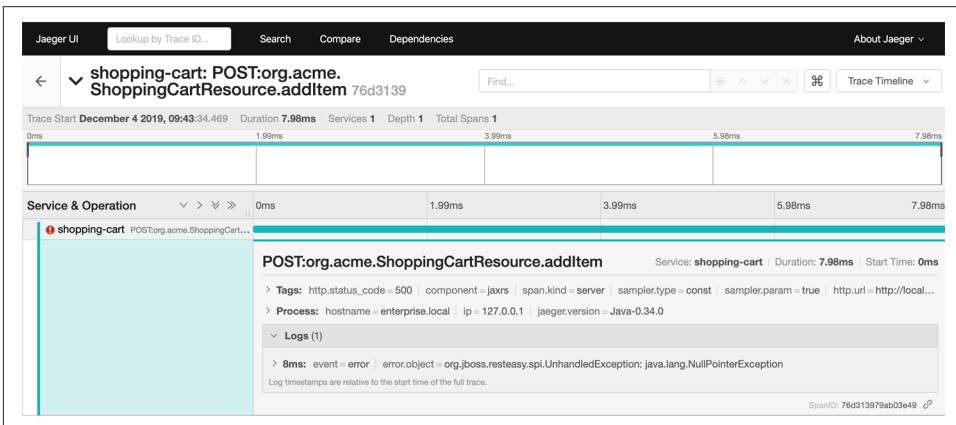 Jaeger UI Lookup by Trace ID... Search Compare Dependencies About Jaeger
shopping-cart: POST:org.acme.
ShoppingCartResource.addItem 76d3139
Find... ⌘ Trace Timeline
Trace Start December 4 2019, 09:43:34.469 Duration 7.98ms Services 1 Depth 1 Total Spans 1
0ms 1.99ms 3.99ms 5.98ms 7.98ms
Service & Operation 0ms 1.99ms 3.99ms 5.98ms 7.98ms
shopping-cart POST:org.acme.ShoppingCart...
POST:org.acme.ShoppingCartResource.addItem Service: shopping-cart Duration: 7.98ms Start Time: 0ms
> Tags: http.status_code = 500 | component = jaxrs | span.kind = server | sampler.type = const | sampler.param = true | http.url = http://local...
> Process: hostname = enterprise.local | ip = 127.0.0.1 | jaeger.version = Java-0.34.0
Logs (1)
> 8ms: event = error | error.object = org.jboss.resteasy.spi.UnhandledException: java.lang.NullPointerException
Log timestamps are relative to the start time of the full trace.
SpanID: 76d313979ab03e49